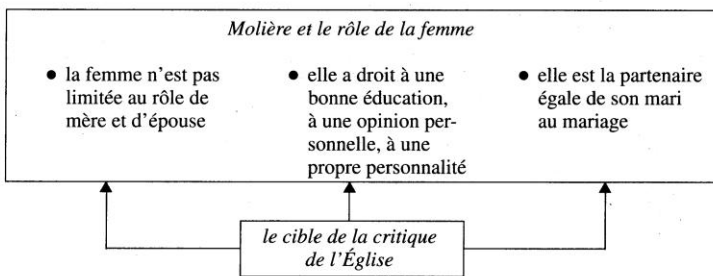 Molière et le rôle de la femme
● la femme n'est pas
limitée au rôle de
mère et d'épouse
● elle a droit à une
bonne éducation,
à une opinion per-
sonnelle, à une
propre personnalité
● elle est la partenaire
égale de son mari
au mariage
le cible de la critique
de l'Église